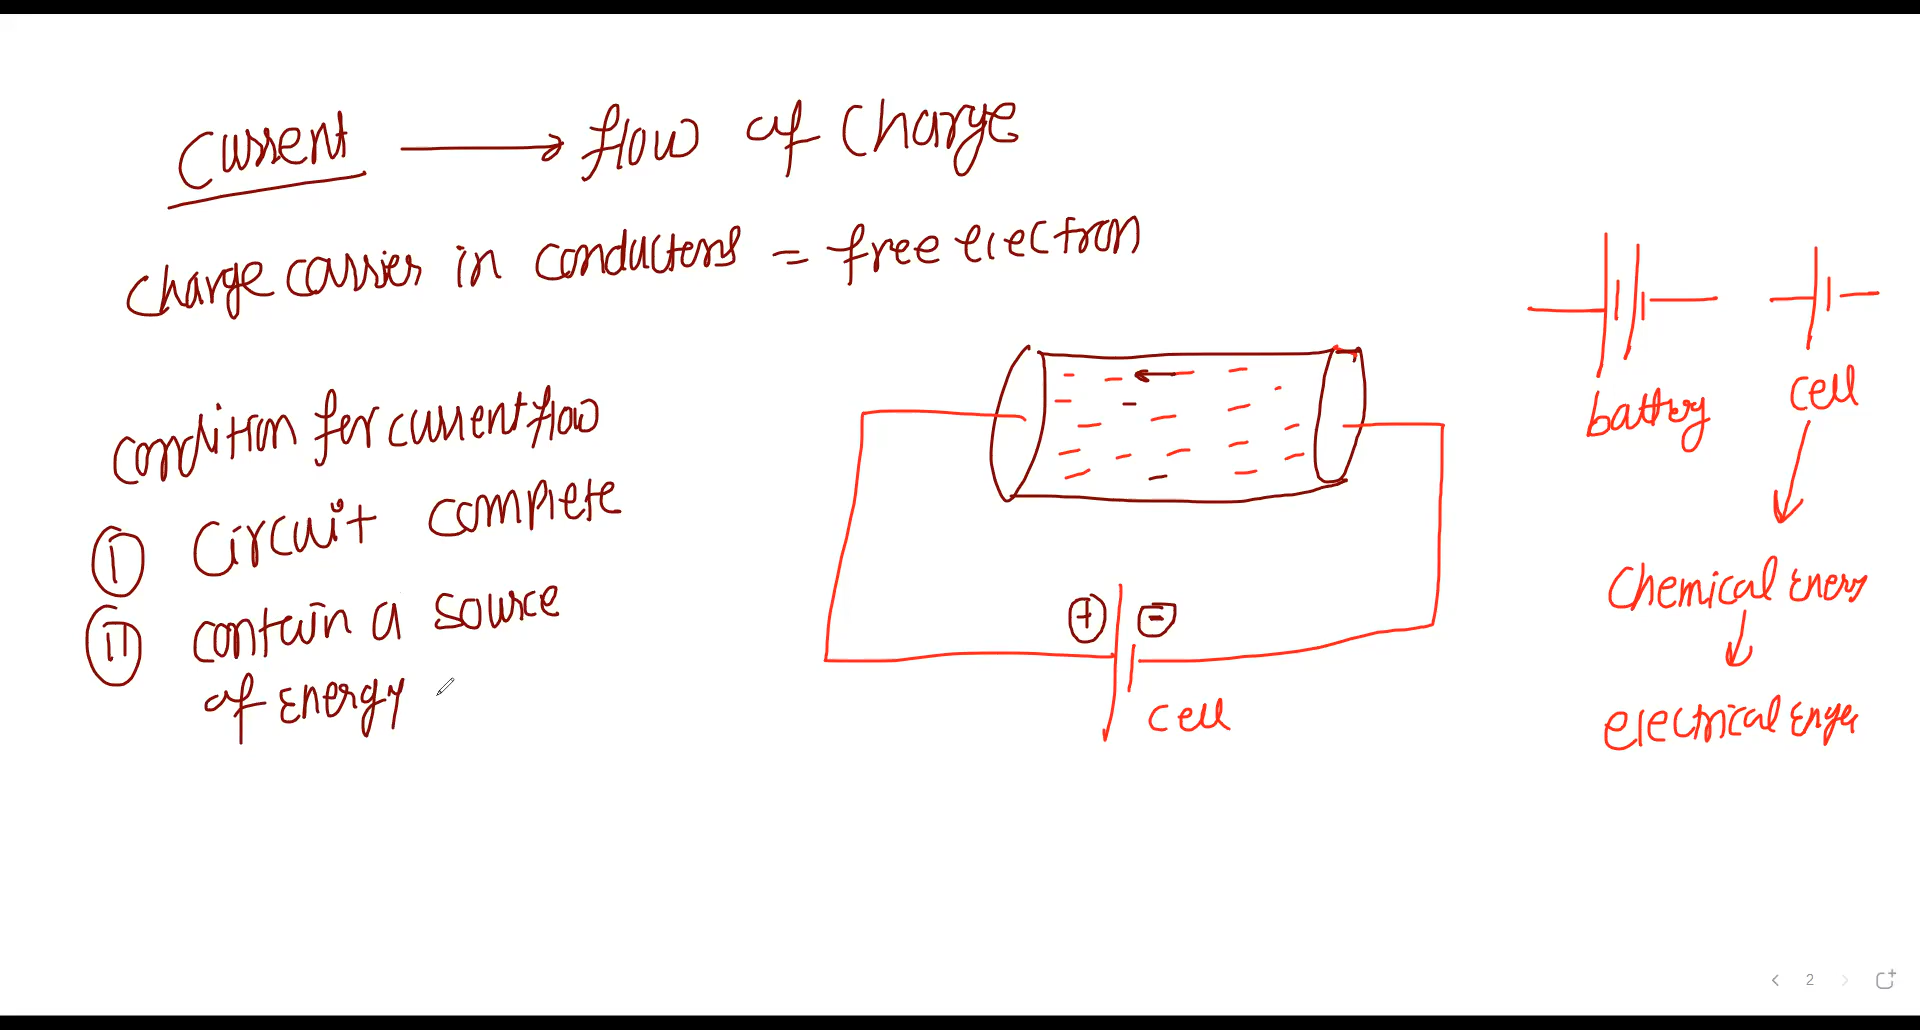 Current → flow of charge
charge carrier in conductors = free electron
condition for current flow
I circuit complete
II contain a source
of energy
+ -
cell
battery
cell
chemical energy
electrical
2